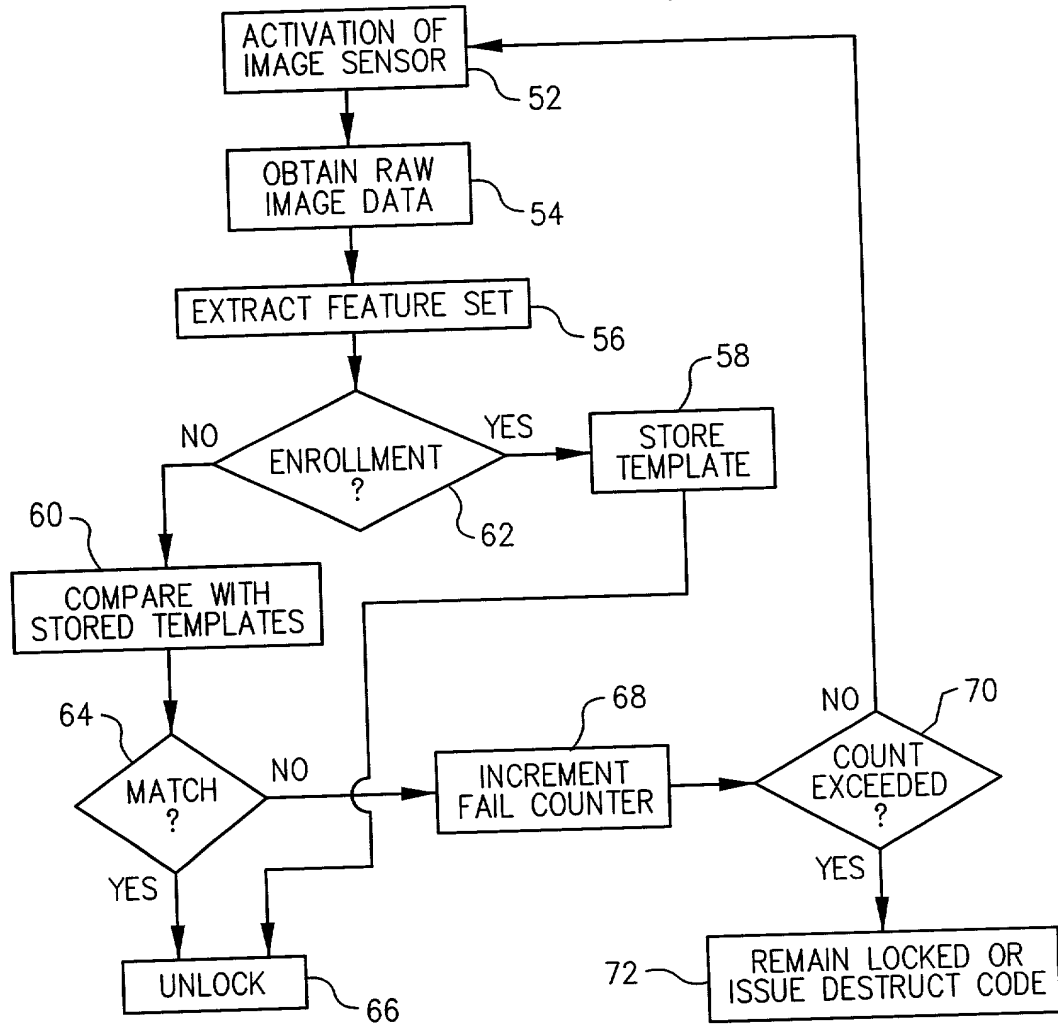 ACTIVATION OF
IMAGE SENSOR
52
OBTAIN RAW
IMAGE DATA
54
EXTRACT FEATURE SET
56
58
NO
YES
ENROLLMENT
?
STORE
TEMPLATE
62
60
COMPARE WITH
STORED TEMPLATES
64
MATCH
?
NO
68
INCREMENT
FAIL COUNTER
NO
70
COUNT
EXCEEDED
?
YES
YES
UNLOCK
66
72
REMAIN LOCKED OR
ISSUE DESTRUCT CODE